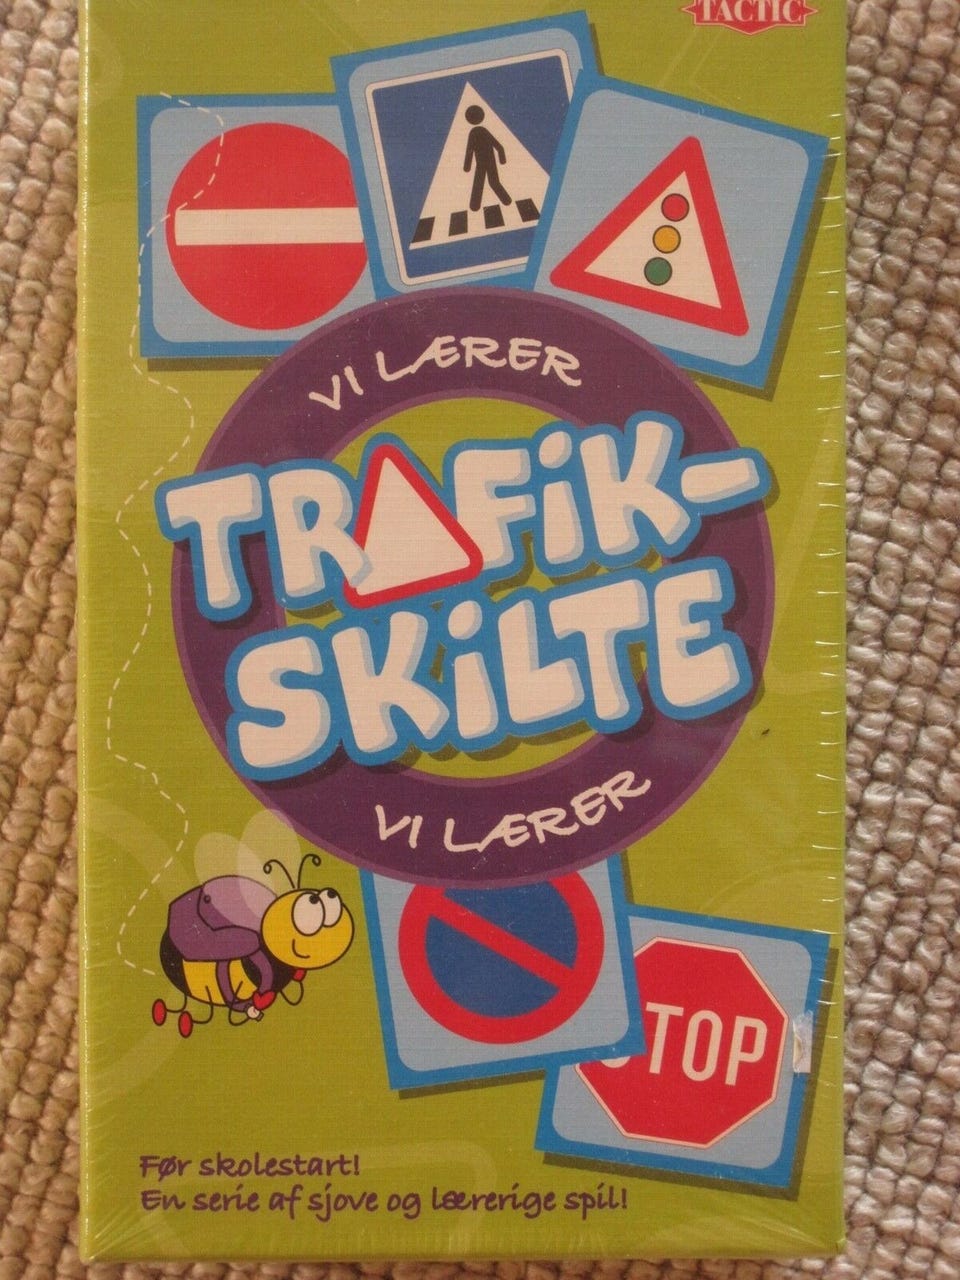 TACTIC
VI LÆRER
TRAFiK-
SKiLTE
VI LÆRER
TOP
Før skolestart!
En serie af sjove og lærerige spil!